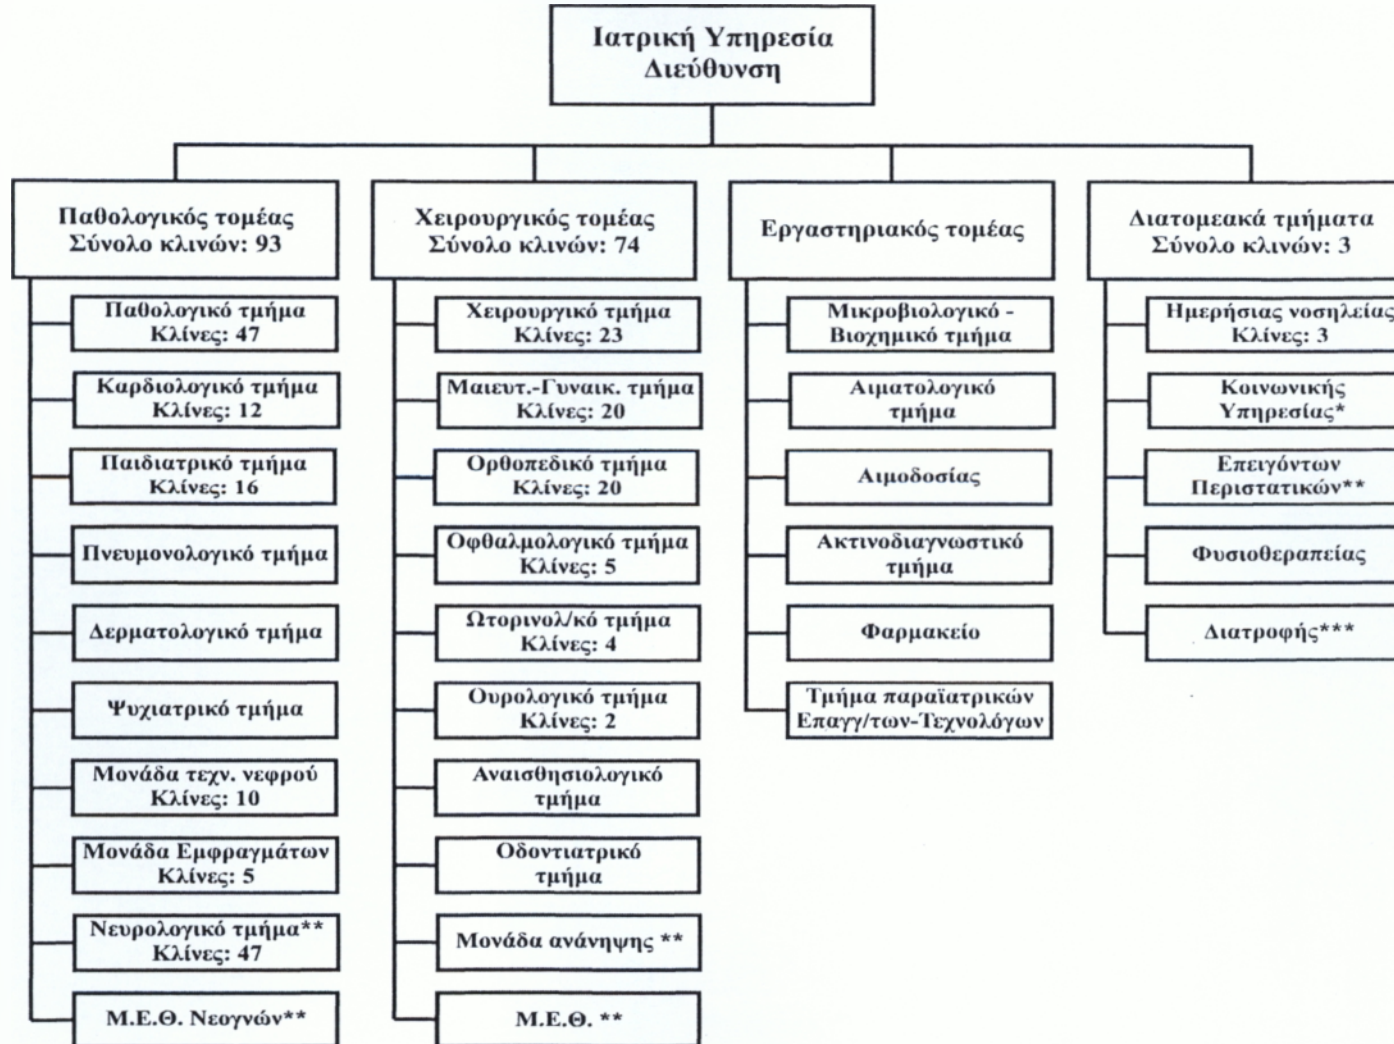 Ιατρική Υπηρεσία
Διεύθυνση
Παθολογικός τομέας
Σύνολο κλινών: 93
Παθολογικό τμήμα
Κλίνες: 47
Καρδιολογικό τμήμα
Κλίνες: 12
Παιδιατρικό τμήμα
Κλίνες: 16
Πνευμονολογικό τμήμα
Δερματολογικό τμήμα
Ψυχιατρικό τμήμα
Μονάδα τεχν. νεφρού
Κλίνες: 10
Μονάδα Εμφραγμάτων
Κλίνες: 5
Νευρολογικό τμήμα**
Κλίνες: 47
Μ.Ε.Θ. Νεογνών**
Χειρουργικός τομέας
Σύνολο κλινών: 74
Χειρουργικό τμήμα
Κλίνες: 23
Μαιευτ.-Γυναικ. τμήμα
Κλίνες: 20
Ορθοπεδικό τμήμα
Κλίνες: 20
Οφθαλμολογικό τμήμα
Κλίνες: 5
Ωτορινολ/κό τμήμα
Κλίνες: 4
Ουρολογικό τμήμα
Κλίνες: 2
Αναισθησιολογικό
τμήμα
Οδοντιατρικό
τμήμα
Μονάδα ανάνηψης **
Μ.Ε.Θ. **
Εργαστηριακός τομέας
Μικροβιολογικό -
Βιοχημικό τμήμα
Αιματολογικό
τμήμα
Αιμοδοσίας
Ακτινοδιαγνωστικό
τμήμα
Φαρμακείο
Τμήμα παραϊατρικών
Επαγγ/των-Τεχνολόγων
Διατομεακά τμήματα
Σύνολο κλινών: 3
Ημερήσιας νοσηλείας
Κλίνες: 3
Κοινωνικής
Υπηρεσίας*
Επειγόντων
Περιστατικών**
Φυσιοθεραπείας
Διατροφής***